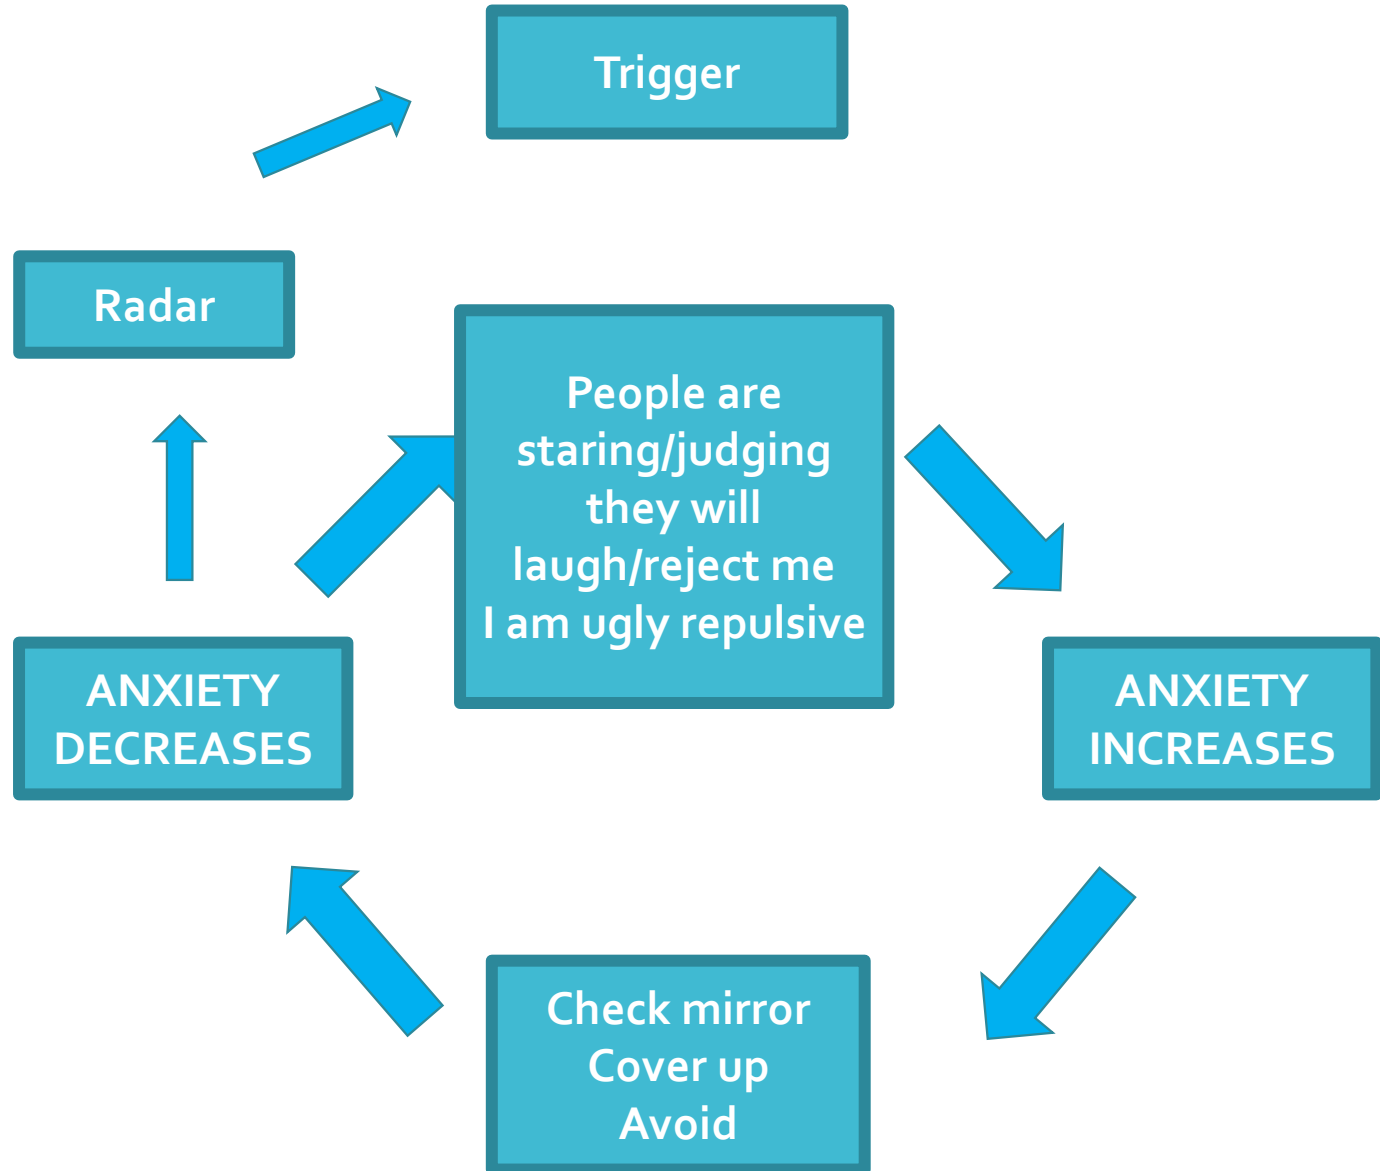 Trigger
Radar
People are
staring/judging
they will
laugh/reject me
I am ugly repulsive
ANXIETY
DECREASES
ANXIETY
INCREASES
Check mirror
Cover up
Avoid